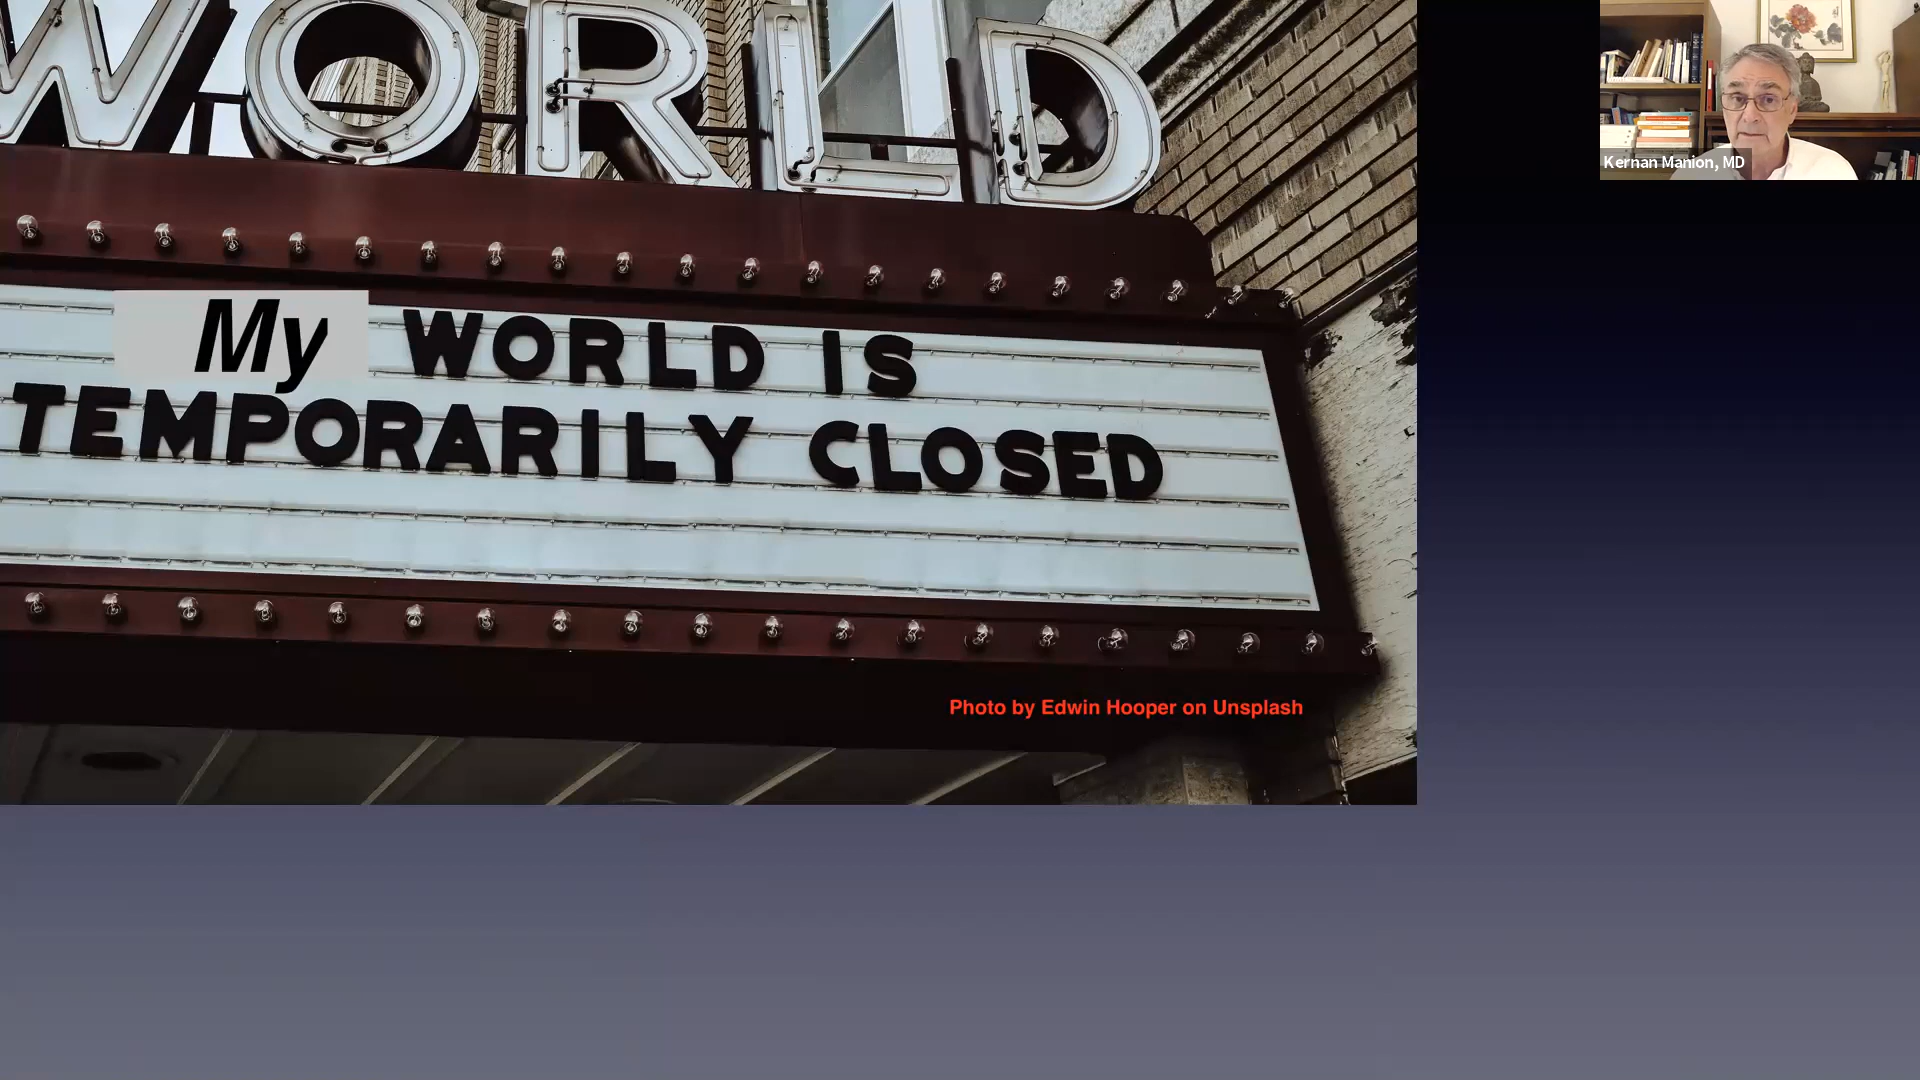 WORLD
My WORLD IS
TEMPORARILY CLOSED
Photo by Edwin Hooper on Unsplash
Kernan Manion, MD